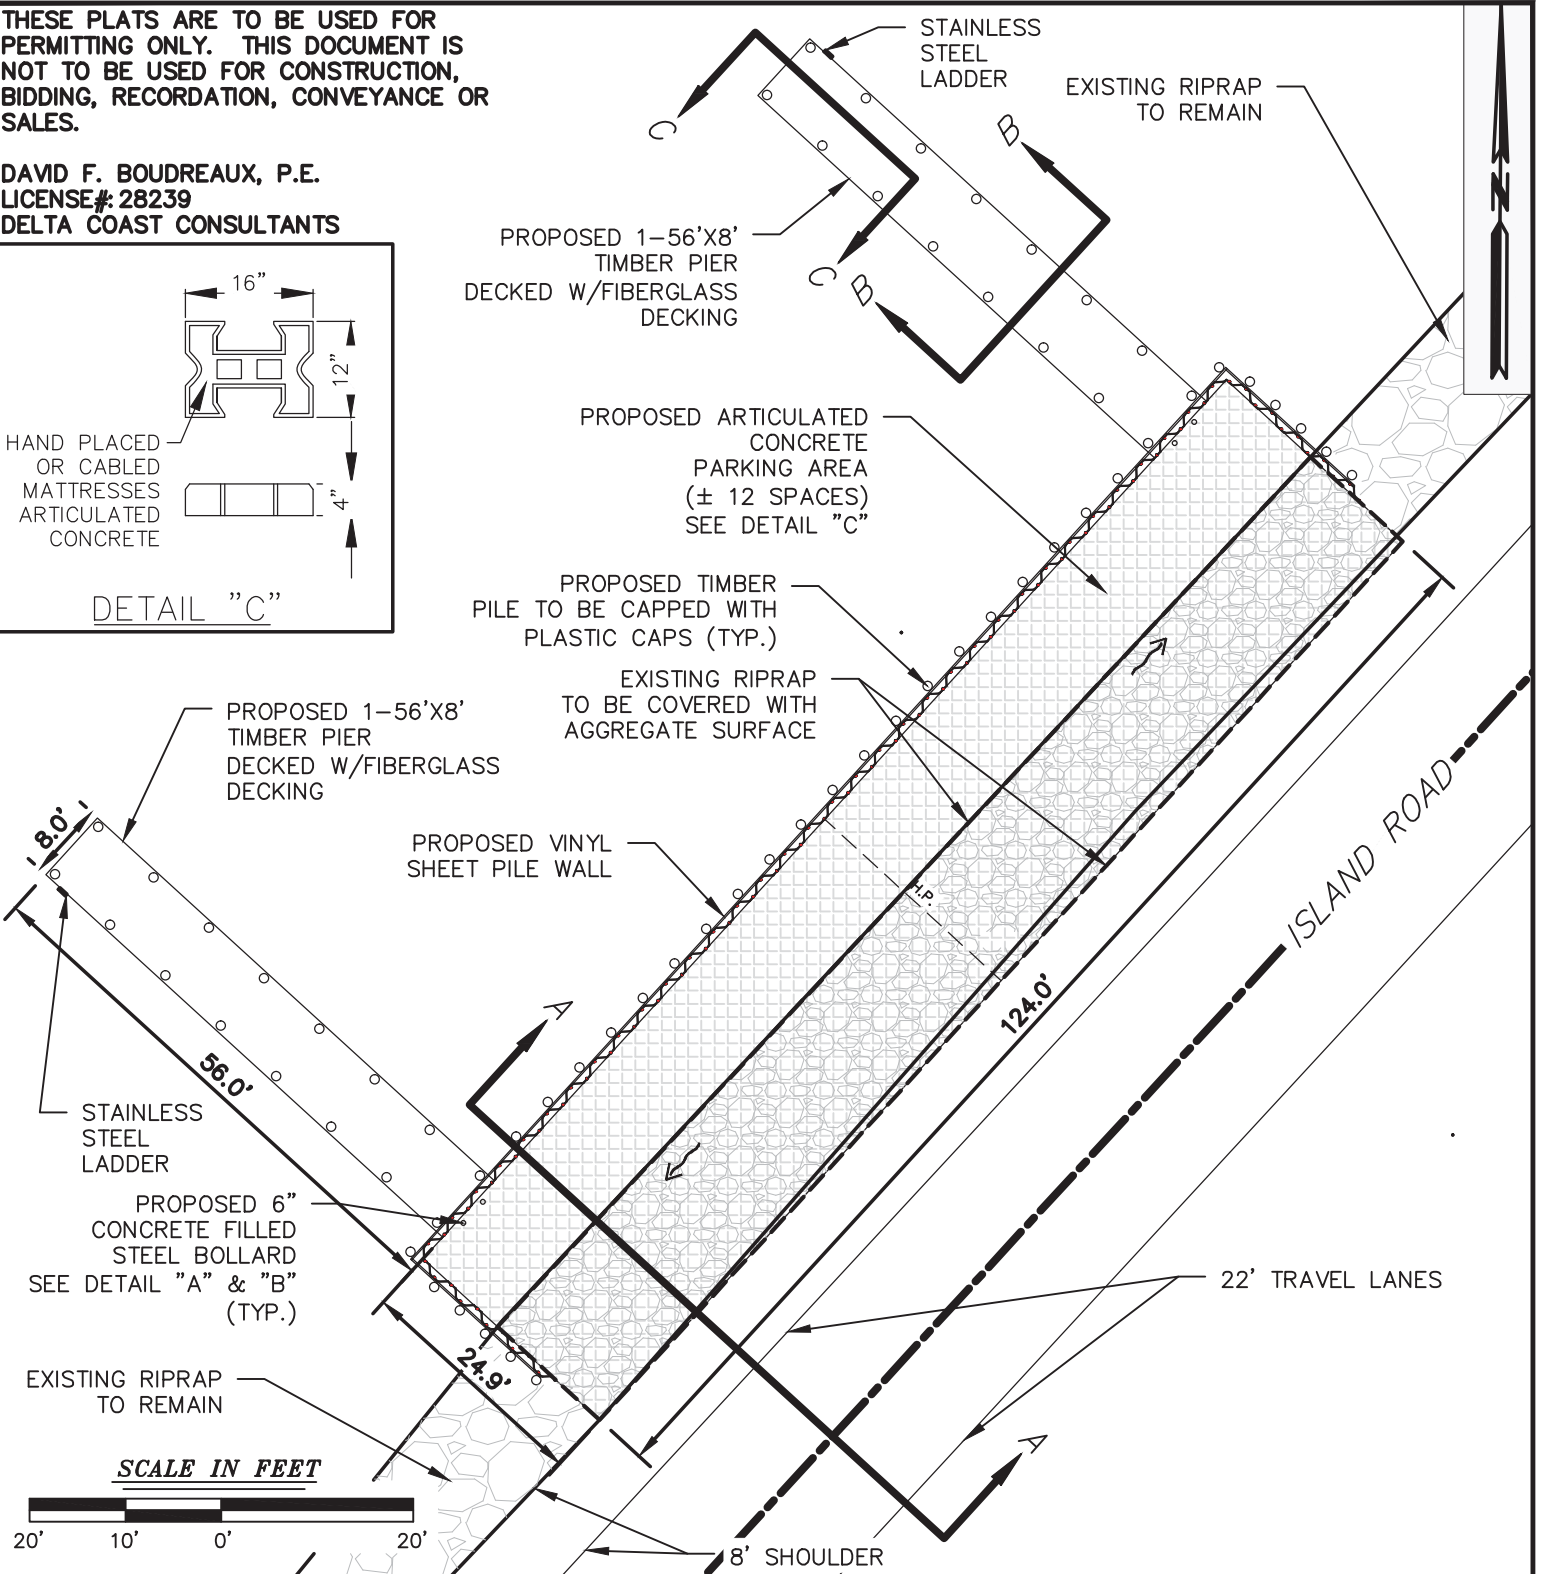 THESE PLATS ARE TO BE USED FOR
PERMITTING ONLY. THIS DOCUMENT IS
NOT TO BE USED FOR CONSTRUCTION,
BIDDING, RECORDATION, CONVEYANCE OR
SALES.
DAVID F. BOUDREAUX, P.E.
LICENSE#: 28239
DELTA COAST CONSULTANTS
16"
12"
HAND PLACED
OR CABLED
MATTRESSES
ARTICULATED
CONCRETE
4"
DETAIL "C"
STAINLESS
STEEL
LADDER
EXISTING RIPRAP
TO REMAIN
N
C
B
PROPOSED 1-56'X8'
TIMBER PIER
DECKED W/FIBERGLASS
DECKING
C
B
PROPOSED ARTICULATED
CONCRETE
PARKING AREA
(± 12 SPACES)
SEE DETAIL "C"
PROPOSED TIMBER
PILE TO BE CAPPED WITH
PLASTIC CAPS (TYP.)
EXISTING RIPRAP
TO BE COVERED WITH
AGGREGATE SURFACE
PROPOSED 1-56'X8'
TIMBER PIER
DECKED W/FIBERGLASS
DECKING
8.0'
PROPOSED VINYL
SHEET PILE WALL
H.P.
ISLAND ROAD
124.0'
A
56.0'
STAINLESS
STEEL
LADDER
PROPOSED 6"
CONCRETE FILLED
STEEL BOLLARD
SEE DETAIL "A" & "B"
(TYP.)
22' TRAVEL LANES
24.9'
EXISTING RIPRAP
TO REMAIN
A
SCALE IN FEET
20' 10' 0' 20'
8' SHOULDER